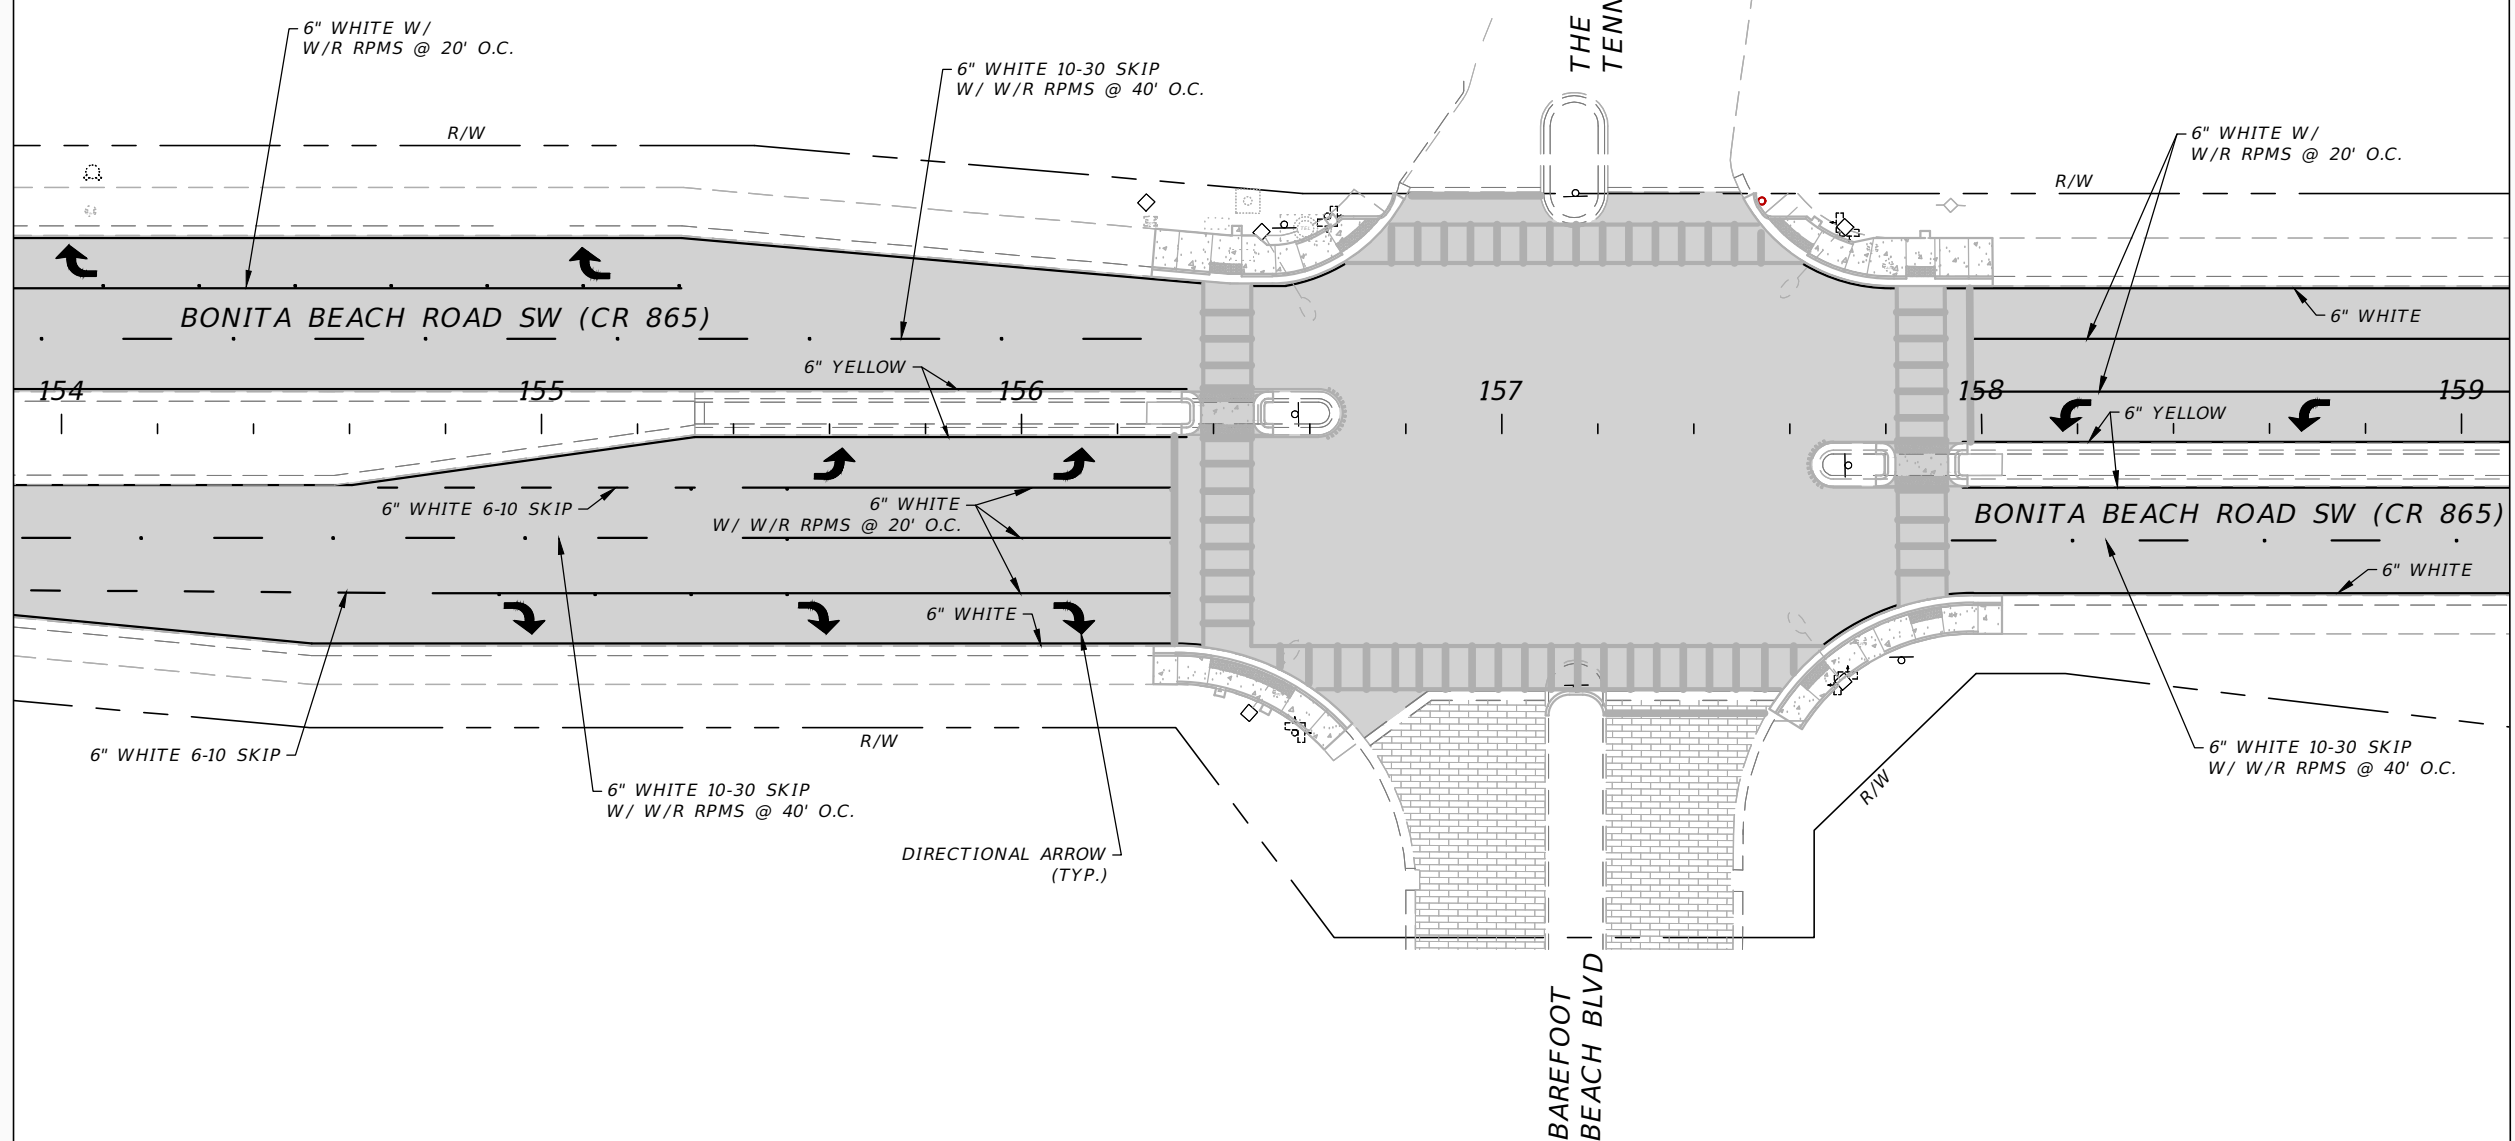 6" WHITE W/
W/R RPMS @ 20' O.C.
6" WHITE 10-30 SKIP
W/ W/R RPMS @ 40' O.C.
THE
TENN
6" WHITE W/
W/R RPMS @ 20' O.C.
R/W
R/W
BONITA BEACH ROAD SW (CR 865)
6" WHITE
6" YELLOW
154
155
156
157
158
159
6" YELLOW
6" WHITE 6-10 SKIP
6" WHITE
W/ W/R RPMS @ 20' O.C.
BONITA BEACH ROAD SW (CR 865)
6" WHITE
6" WHITE
R/W
6" WHITE 6-10 SKIP
6" WHITE 10-30 SKIP
W/ W/R RPMS @ 40' O.C.
R/W
6" WHITE 10-30 SKIP
W/ W/R RPMS @ 40' O.C.
DIRECTIONAL ARROW
(TYP.)
BAREFOOT
BEACH BLVD